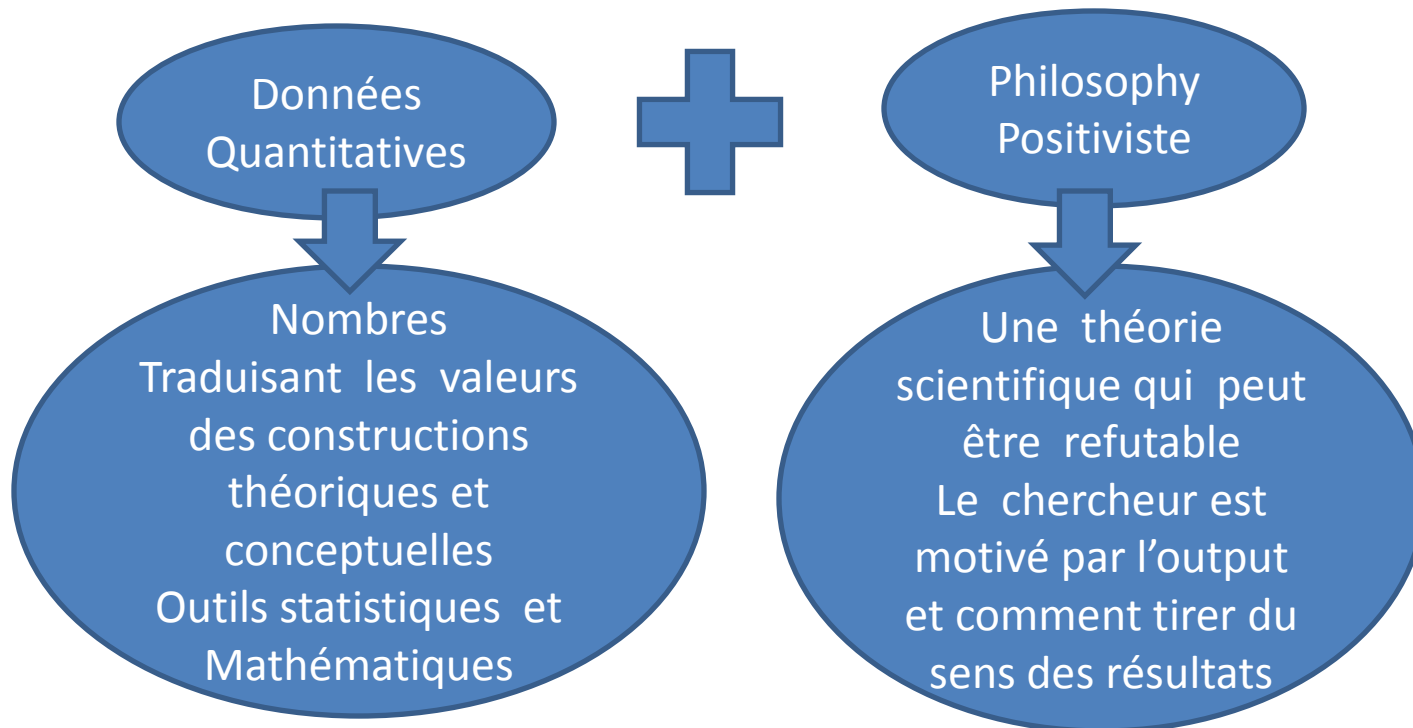 Données
Quantitatives
Philosophy
Positiviste
Nombres
Traduisant les valeurs
des constructions
théoriques et
conceptuelles
Outils statistiques et
Mathématiques
Une théorie
scientifique qui peut
être refutable
Le chercheur est
motivé par l’output
et comment tirer du
sens des résultats